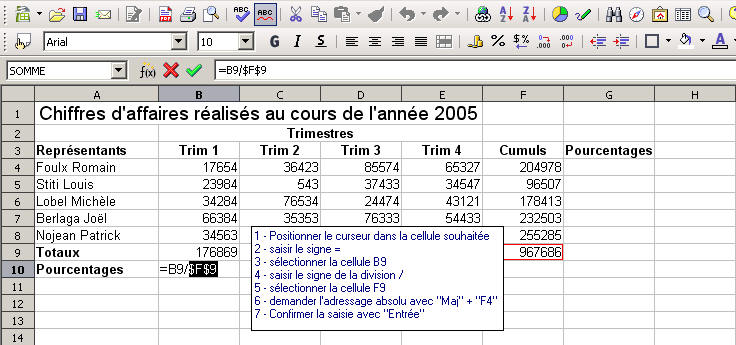 ABC ABC
Arial 10 G I S % $% 0,00 ,000 A
SOMME =B9/$F$9
A B C D E F G H
1 Chiffres d'affaires réalisés au cours de l'année 2005
2 Trimestres
3 Représentants Trim 1 Trim 2 Trim 3 Trim 4 Cumuls Pourcentages
4 Foulx Romain 17654 36423 85574 65327 204978
5 Stiti Louis 23984 543 37433 34547 96507
6 Lobel Michèle 34284 76534 24474 43121 178413
7 Berlaga Joël 66384 35353 76333 54433 232503
8 Nojean Patrick 34563 255285
9 Totaux 176869 967686
10 Pourcentages =B9/$F$9
11
12
13
14
1 - Positionner le curseur dans la cellule souhaitée
2 - saisir le signe =
3 - sélectionner la cellule B9
4 - saisir le signe de la division /
5 - sélectionner la cellule F9
6 - demander l'adressage absolu avec "Maj" + "F4"
7 - Confirmer la saisie avec "Entrée"